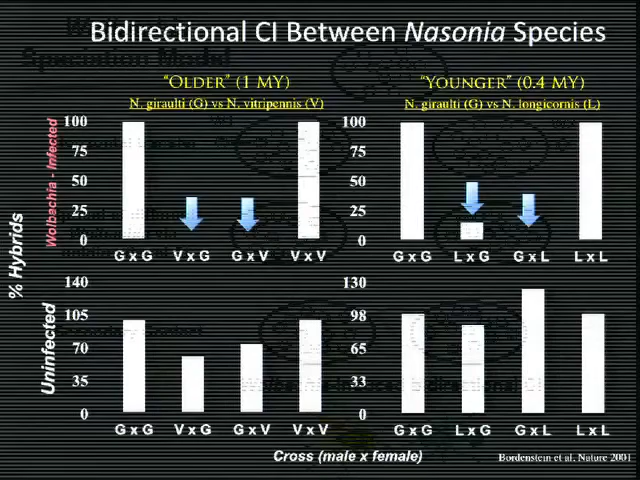 Bidirectional CI Between Nasonia Species
"OLDER" (1 MY)
N. giraulti (G) vs N. vitripennis (V)
"YOUNGER" (0.4 MY)
N. giraulti (G) vs N. longicornis (L)
% Hybrids
Wolbachia - Infected
100
75
50
25
0
G x G V x G G x V V x V
100
75
50
25
0
G x G L x G G x L L x L
Uninfected
140
105
70
35
0
G x G V x G G x V V x V
130
98
65
33
0
G x G L x G G x L L x L
Cross (male x female)
Bordenstein et al. Nature 2001